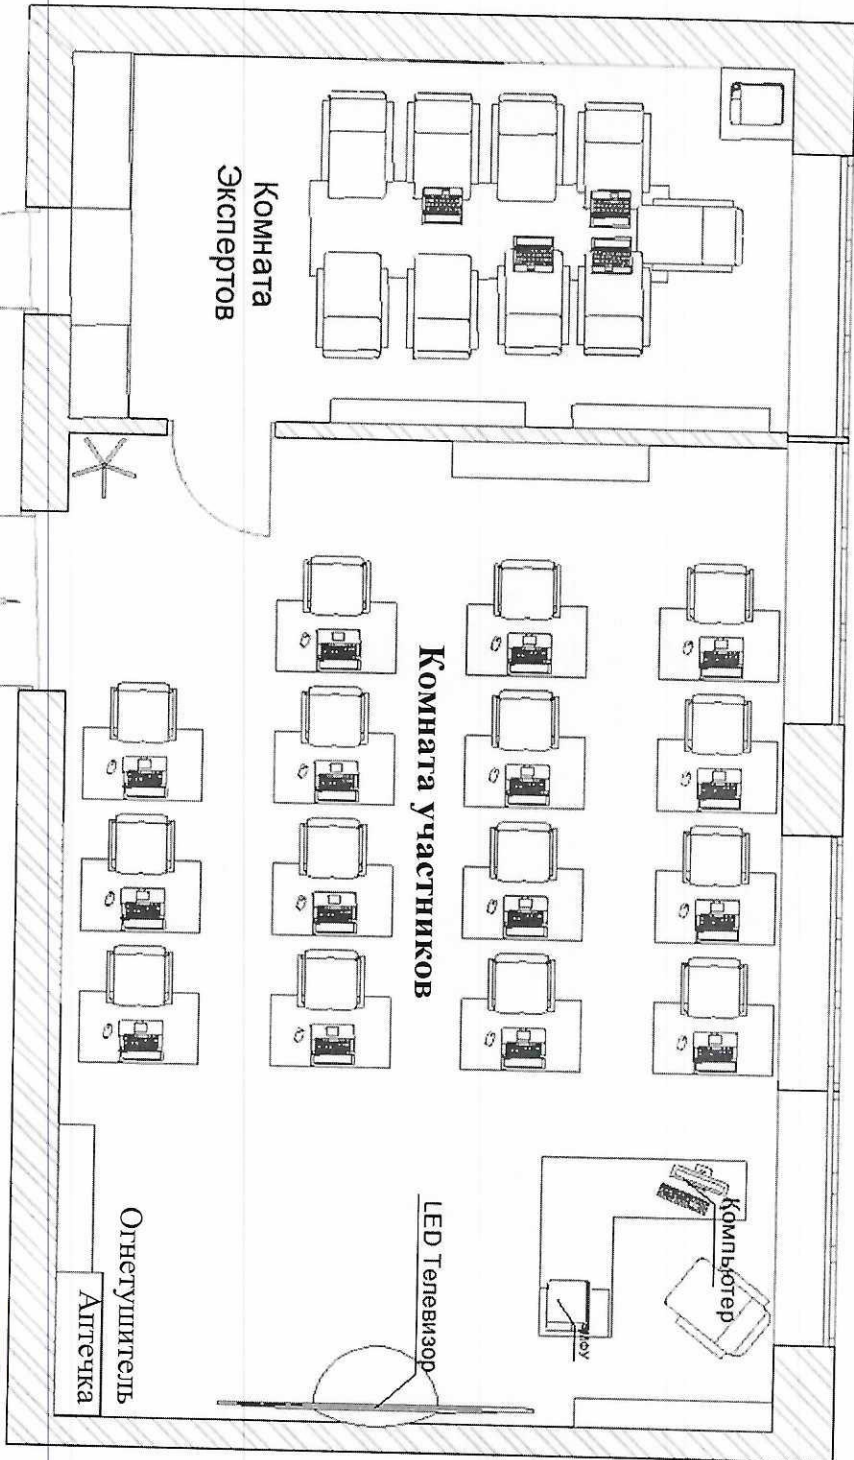 Комната
Экспертов
Комната участников
Компьютер
МФУ
LED Телевизор
Огнетушитель
Аптечка